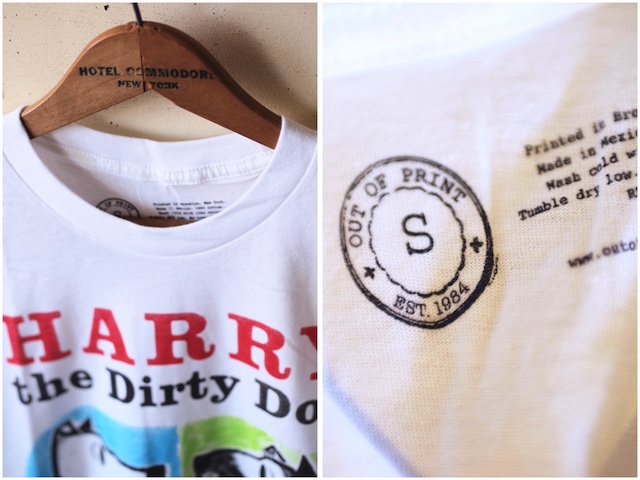 HOTEL COMMODORE
NEW YORK
HARRY
the Dirty Do
OUT OF PRINT
S
EST. 1984
Printed in Bro
Made in Mexi
Wash cold w
Tumble dry low.
www.outo